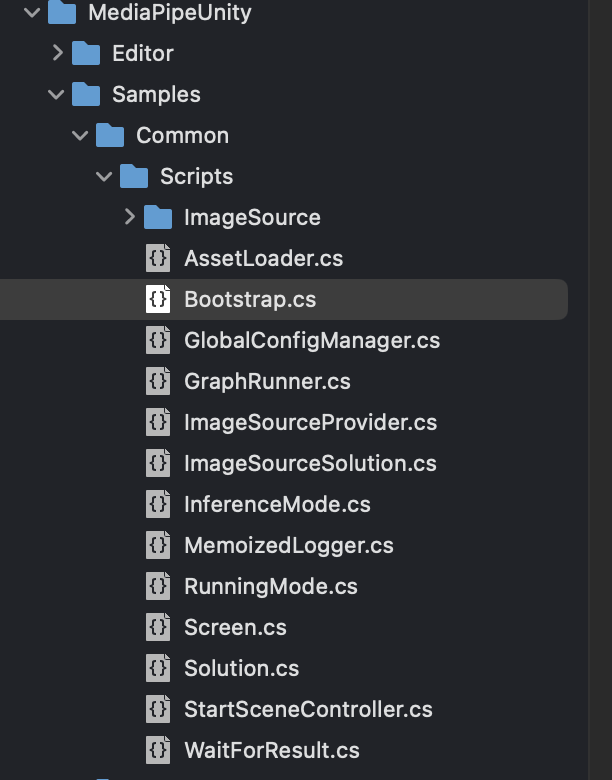 MediaPipeUnity
Editor
Samples
Common
Scripts
ImageSource
AssetLoader.cs
Bootstrap.cs
GlobalConfigManager.cs
GraphRunner.cs
ImageSourceProvider.cs
ImageSourceSolution.cs
InferenceMode.cs
MemoizedLogger.cs
RunningMode.cs
Screen.cs
Solution.cs
StartSceneController.cs
WaitForResult.cs